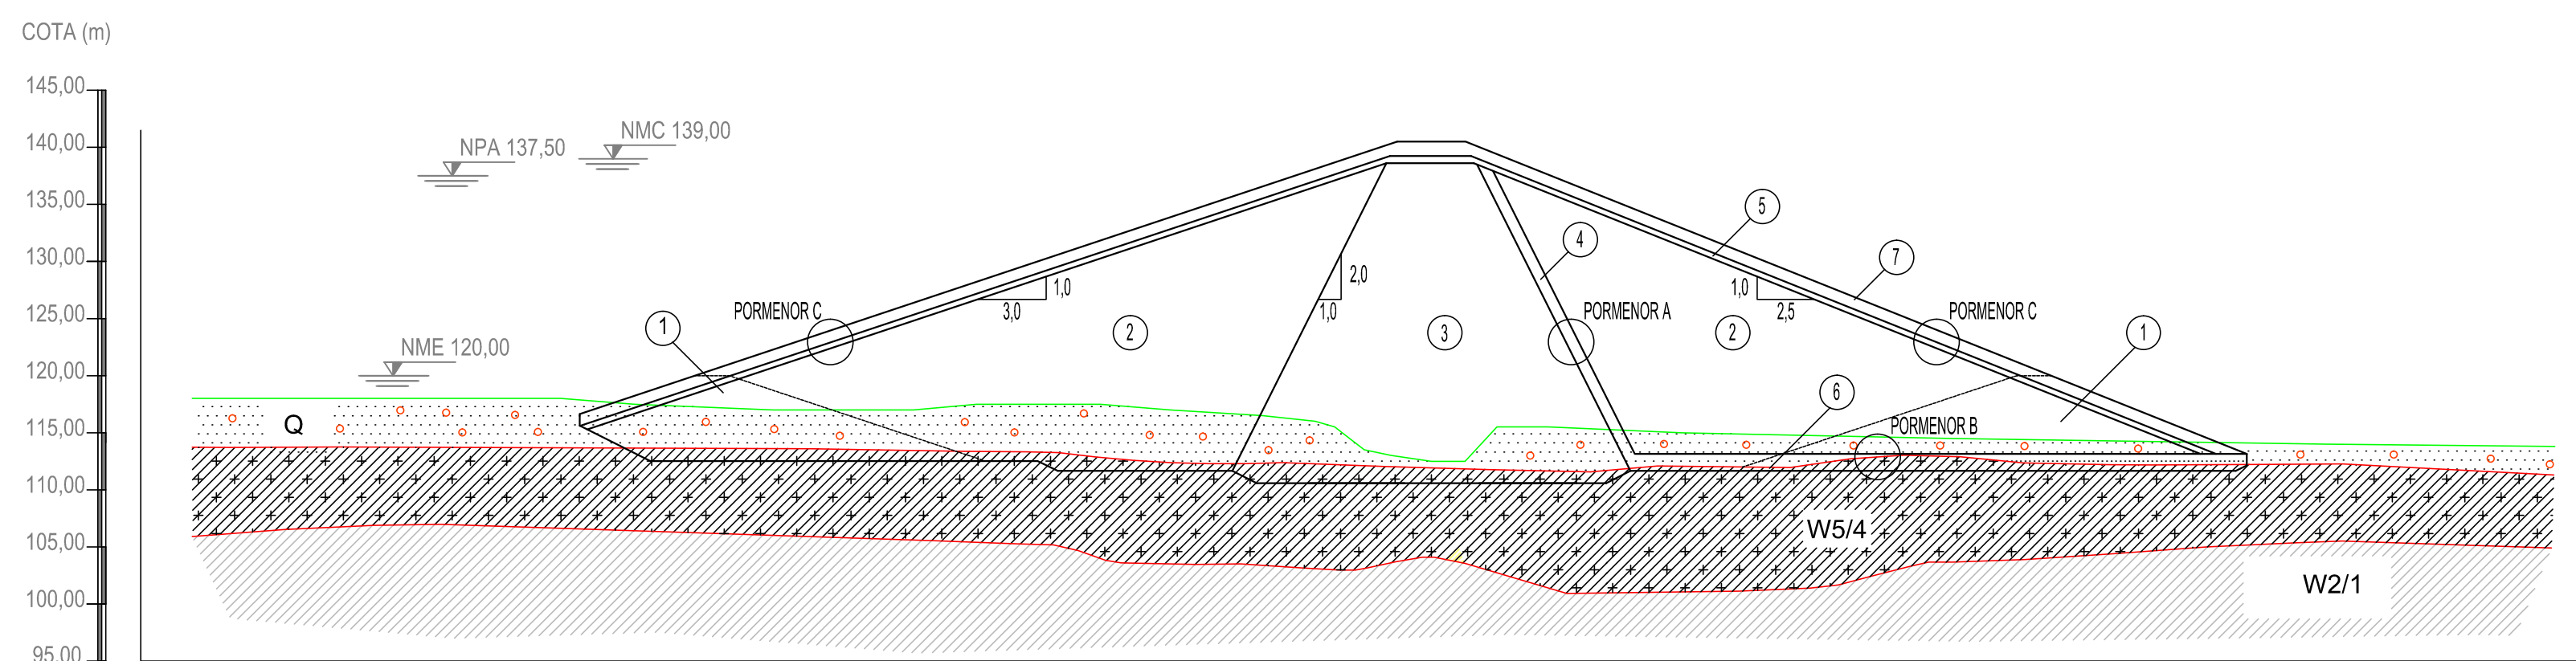 COTA (m)
145,00
140,00
135,00
130,00
125,00
120,00
115,00
110,00
105,00
100,00
95,00
NPA 137,50
NMC 139,00
NME 120,00
5
4
7
2,0
1,0
3,0
1,0
1,0
2,5
PORMENOR C
PORMENOR A
PORMENOR C
1
2
3
2
1
6
PORMENOR B
Q
W5/4
W2/1